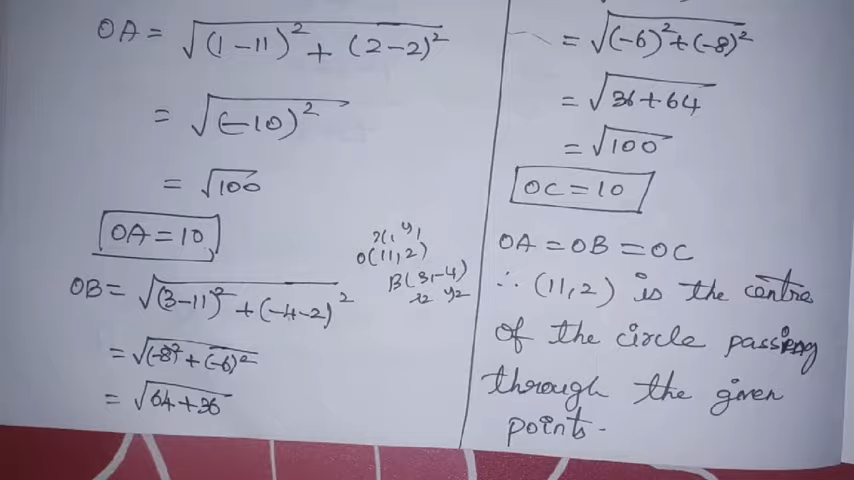 OA = √(1-11)² + (2-2)²
= √(-10)²
= √100
OA = 10
x₁ y₁
O(11,2)
B(3,-4)
x2 y2
OB = √(3-11)² + (-4-2)²
= √(-8)² + (-6)²
= √64+36
= √(-6)² + (-8)²
= √36+64
= √100
OC = 10
OA = OB = OC
∴ (11,2) is the centre
of the circle passing
through the given
points.